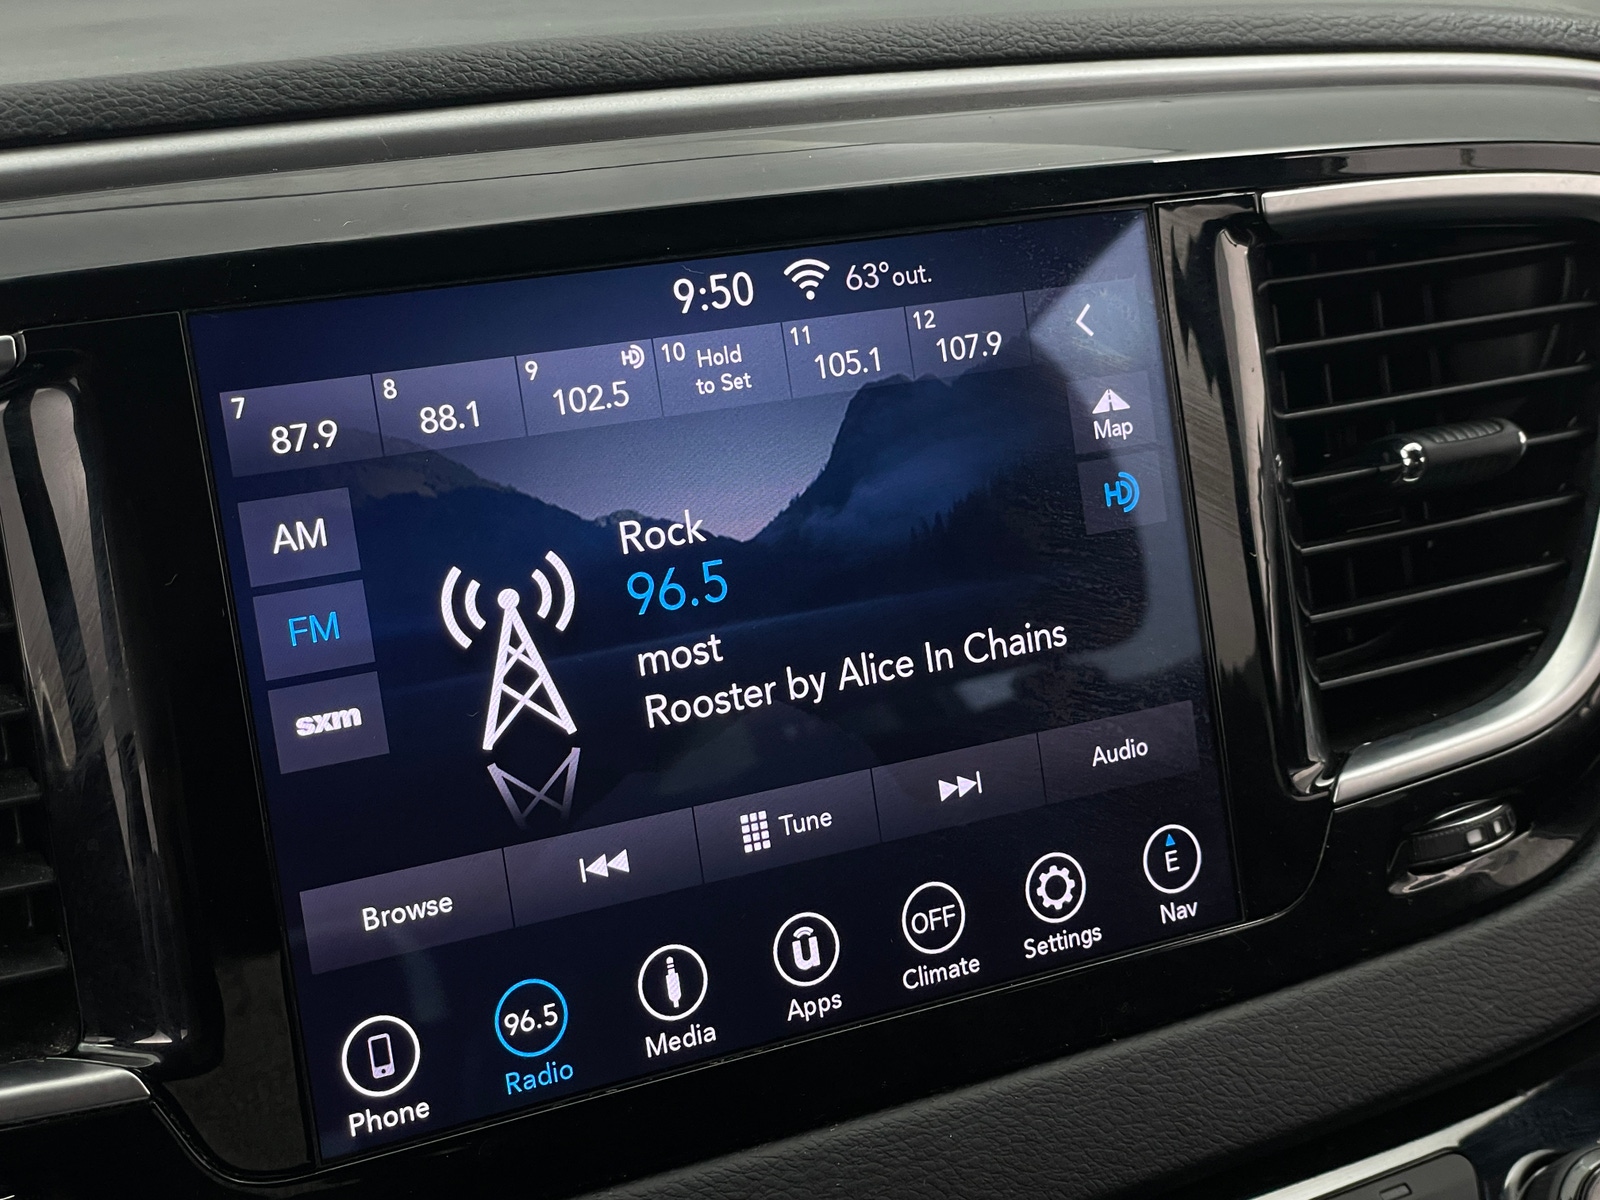 9:50 63° out.
7 87.9
8 88.1
9 HD 102.5
10 Hold
to Set
11 105.1
12 107.9
Map
HD
AM
FM
sxm
Rock
96.5
most
Rooster by Alice In Chains
Browse
Tune
Audio
Phone
96.5
Radio
Media
u
Apps
OFF
Climate
Settings
E
Nav